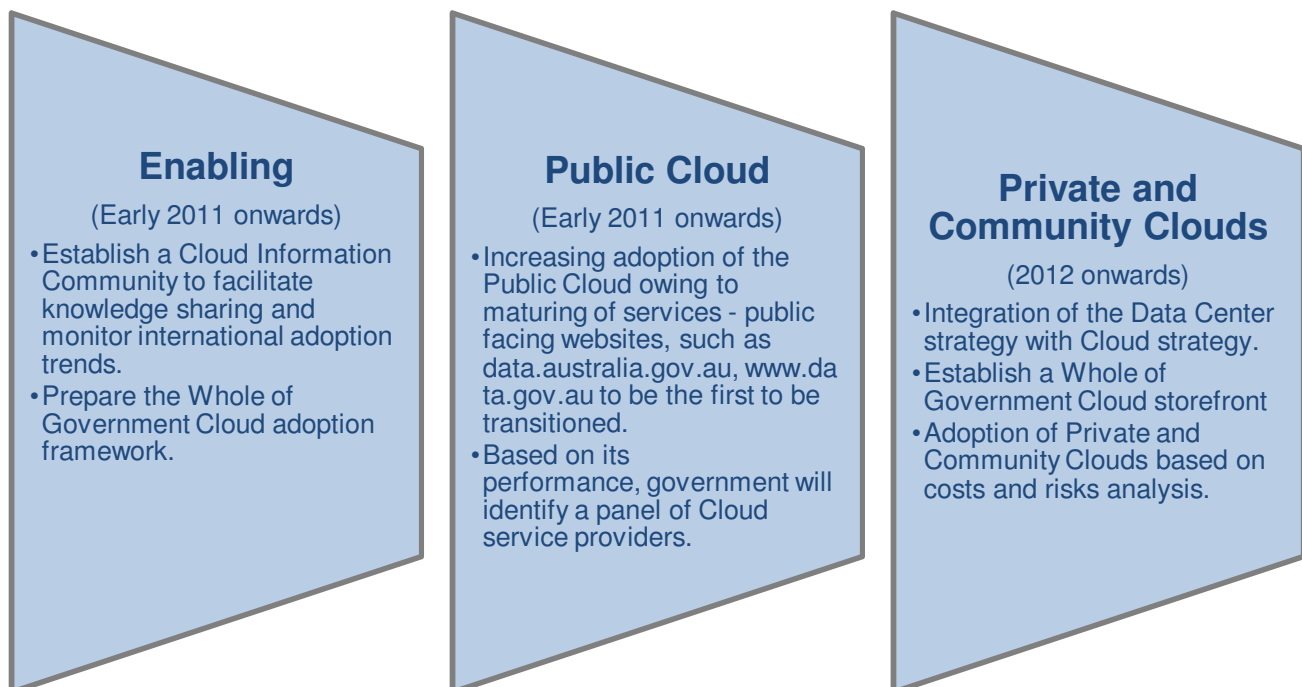 Enabling
(Early 2011 onwards)
•Establish a Cloud Information
Community to facilitate
knowledge sharing and
monitor international adoption
trends.
•Prepare the Whole of
Government Cloud adoption
framework.
Public Cloud
(Early 2011 onwards)
•Increasing adoption of the
Public Cloud owing to
maturing of services - public
facing websites, such as
data.australia.gov.au, www.da
ta.gov.au to be the first to be
transitioned.
•Based on its
performance, government will
identify a panel of Cloud
service providers.
Private and
Community Clouds
(2012 onwards)
•Integration of the Data Center
strategy with Cloud strategy.
•Establish a Whole of
Government Cloud storefront
•Adoption of Private and
Community Clouds based on
costs and risks analysis.